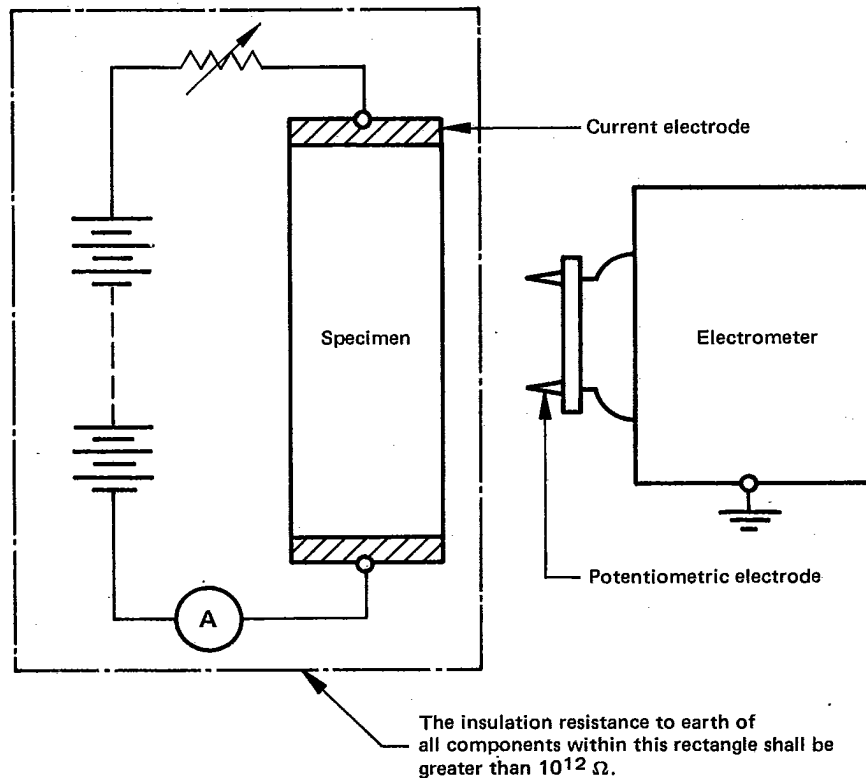 Current electrode
Specimen
Electrometer
Potentiometric electrode
A
The insulation resistance to earth of
all components within this rectangle shall be
greater than 10¹² Ω.